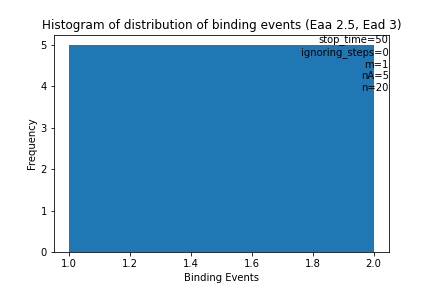 Histogram of distribution of binding events (Eaa 2.5, Ead 3)
stop_time=50
ignoring_steps=0
m=1
nA=5
n=20
5
4
3
2
1
0
Frequency
1.0 1.2 1.4 1.6 1.8 2.0
Binding Events